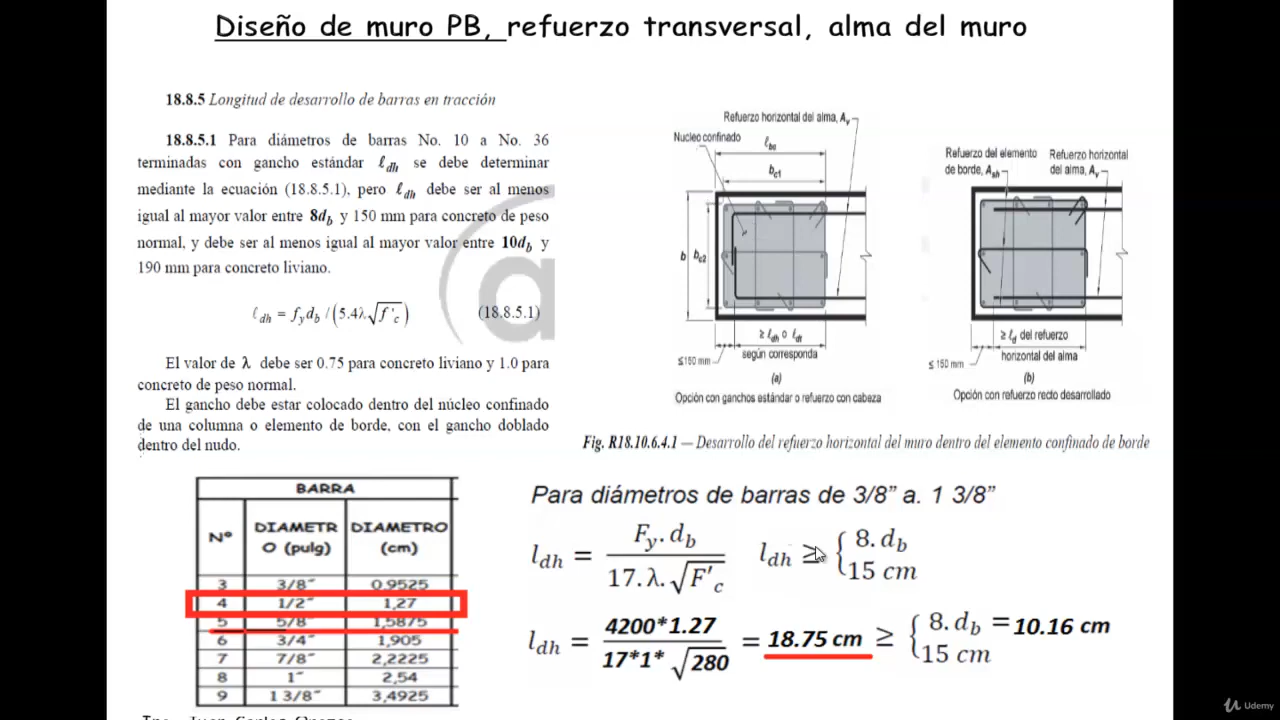 Diseño de muro PB, refuerzo transversal, alma del muro
18.8.5 Longitud de desarrollo de barras en tracción
18.8.5.1 Para diámetros de barras No. 10 a No. 36
terminadas con gancho estándar ℓdh se debe determinar
mediante la ecuación (18.8.5.1), pero ℓdh debe ser al menos
igual al mayor valor entre 8db y 150 mm para concreto de peso
normal, y debe ser al menos igual al mayor valor entre 10db y
190 mm para concreto liviano.
ℓdh = fydb / (5.4λ√f'c) (18.8.5.1)
El valor de λ debe ser 0.75 para concreto liviano y 1.0 para
concreto de peso normal.
El gancho debe estar colocado dentro del núcleo confinado
de una columna o elemento de borde, con el gancho doblado
dentro del nudo.
Refuerzo horizontal del alma, Av
Nucleo confinado
ℓbe
bc1
b
bc2
≥ ℓdh o ℓdt
según corresponda
≤150 mm
(a)
Opción con ganchos estándar o refuerzo con cabeza
Refuerzo del elemento
de borde, Ash
Refuerzo horizontal
del alma, Av
≥ ℓd del refuerzo
horizontal del alma
≤ 150 mm
(b)
Opción con refuerzo recto desarrollado
Fig. R18.10.6.4.1 — Desarrollo del refuerzo horizontal del muro dentro del elemento confinado de borde
BARRA
Nº DIAMETR O (pulg) DIAMETRO (cm)
3 3/8" 0,9525
4 1/2" 1,27
5 5/8" 1,5875
6 3/4" 1,905
7 7/8" 2,2225
8 1" 2,54
9 1 3/8" 3,4925
Para diámetros de barras de 3/8" a. 1 3/8"
ldh = Fy.db / 17.λ.√F'c ldh ≥ { 8.db 15 cm
ldh = 4200*1.27 / 17*1*√280 = 18.75 cm ≥ { 8.db = 10.16 cm 15 cm
Ing. Juan Carlos
Udemy